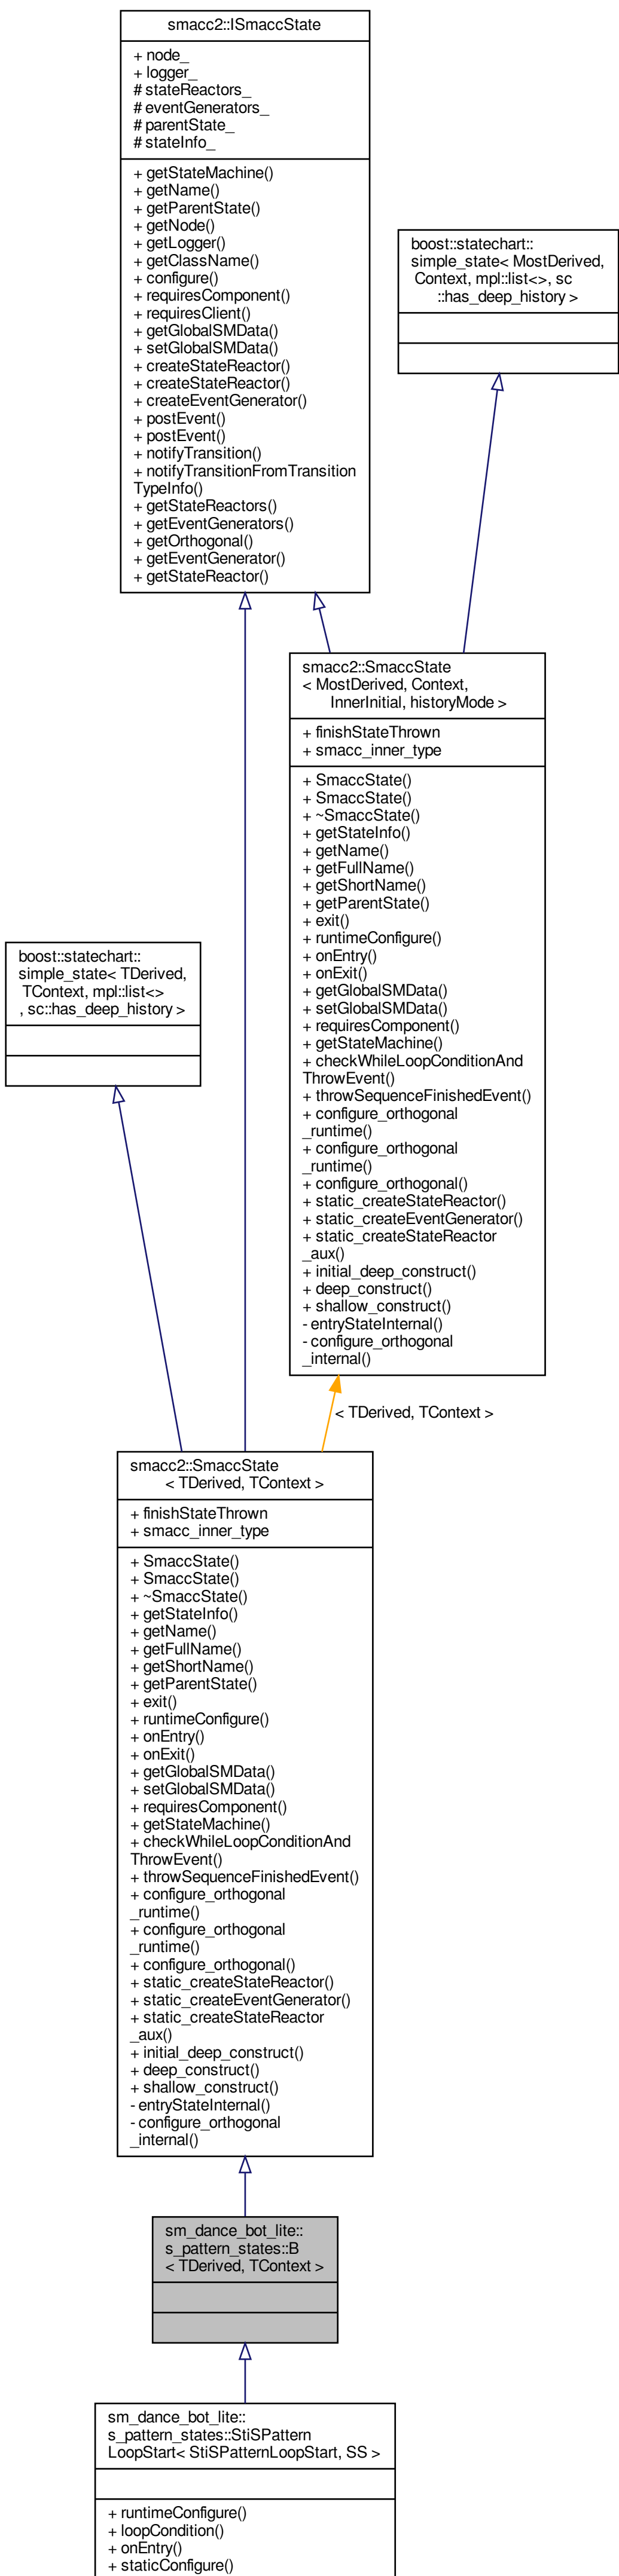 smacc2::ISmaccState
+ node_
+ logger_
# stateReactors_
# eventGenerators_
# parentState_
# stateInfo_
+ getStateMachine()
+ getName()
+ getParentState()
+ getNode()
+ getLogger()
+ getClassName()
+ configure()
+ requiresComponent()
+ requiresClient()
+ getGlobalSMData()
+ setGlobalSMData()
+ createStateReactor()
+ createStateReactor()
+ createEventGenerator()
+ postEvent()
+ postEvent()
+ notifyTransition()
+ notifyTransitionFromTransition
TypeInfo()
+ getStateReactors()
+ getEventGenerators()
+ getOrthogonal()
+ getEventGenerator()
+ getStateReactor()
boost::statechart::
simple_state< MostDerived,
Context, mpl::list<>, sc
::has_deep_history >
smacc2::SmaccState
< MostDerived, Context,
InnerInitial, historyMode >
+ finishStateThrown
+ smacc_inner_type
+ SmaccState()
+ SmaccState()
+ ~SmaccState()
+ getStateInfo()
+ getName()
+ getFullName()
+ getShortName()
+ getParentState()
+ exit()
+ runtimeConfigure()
+ onEntry()
+ onExit()
+ getGlobalSMData()
+ setGlobalSMData()
+ requiresComponent()
+ getStateMachine()
+ checkWhileLoopConditionAnd
ThrowEvent()
+ throwSequenceFinishedEvent()
+ configure_orthogonal
_runtime()
+ configure_orthogonal
_runtime()
+ configure_orthogonal()
+ static_createStateReactor()
+ static_createEventGenerator()
+ static_createStateReactor
_aux()
+ initial_deep_construct()
+ deep_construct()
+ shallow_construct()
- entryStateInternal()
- configure_orthogonal
_internal()
boost::statechart::
simple_state< TDerived,
TContext, mpl::list<>
, sc::has_deep_history >
< TDerived, TContext >
smacc2::SmaccState
< TDerived, TContext >
+ finishStateThrown
+ smacc_inner_type
+ SmaccState()
+ SmaccState()
+ ~SmaccState()
+ getStateInfo()
+ getName()
+ getFullName()
+ getShortName()
+ getParentState()
+ exit()
+ runtimeConfigure()
+ onEntry()
+ onExit()
+ getGlobalSMData()
+ setGlobalSMData()
+ requiresComponent()
+ getStateMachine()
+ checkWhileLoopConditionAnd
ThrowEvent()
+ throwSequenceFinishedEvent()
+ configure_orthogonal
_runtime()
+ configure_orthogonal
_runtime()
+ configure_orthogonal()
+ static_createStateReactor()
+ static_createEventGenerator()
+ static_createStateReactor
_aux()
+ initial_deep_construct()
+ deep_construct()
+ shallow_construct()
- entryStateInternal()
- configure_orthogonal
_internal()
sm_dance_bot_lite::
s_pattern_states::B
< TDerived, TContext >
sm_dance_bot_lite::
s_pattern_states::StiSPattern
LoopStart< StiSPatternLoopStart, SS >
+ runtimeConfigure()
+ loopCondition()
+ onEntry()
+ staticConfigure()